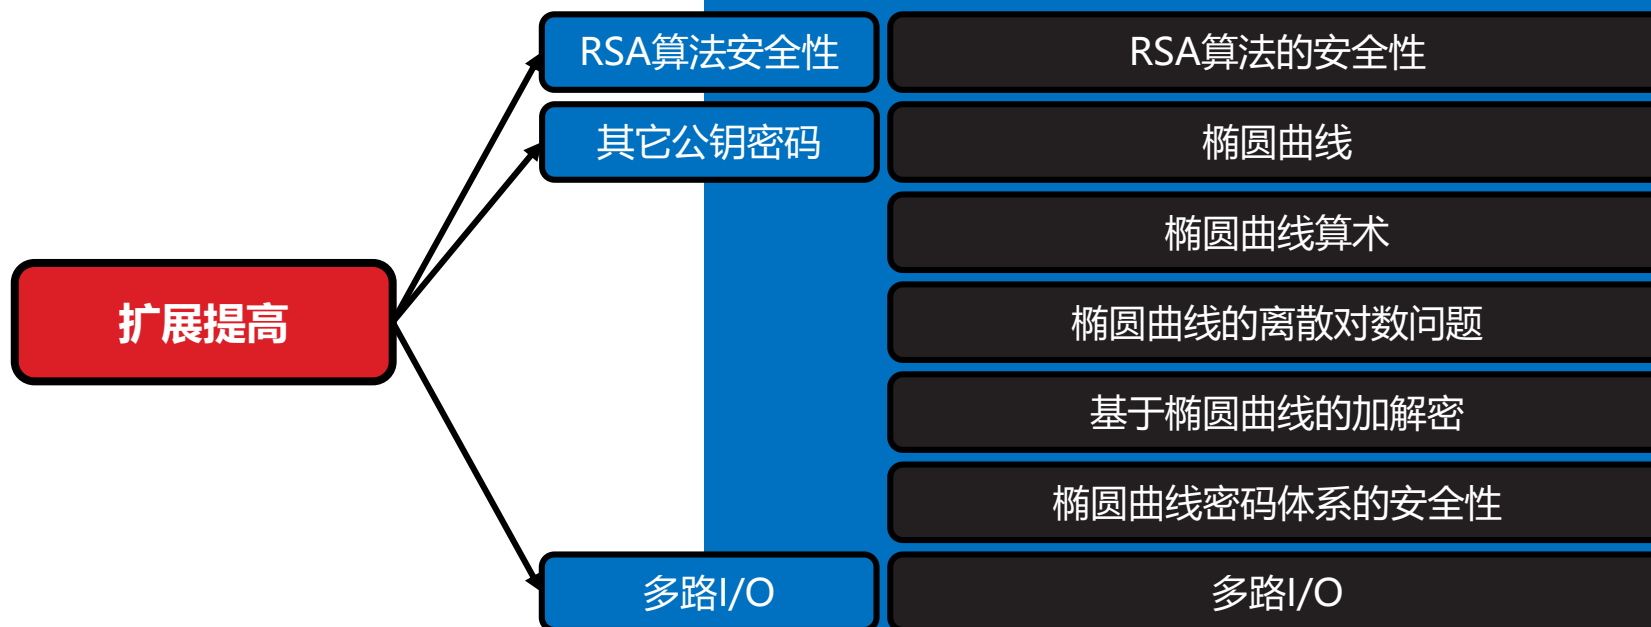 RSA算法安全性
RSA算法的安全性
其它公钥密码
椭圆曲线
椭圆曲线算术
扩展提高
椭圆曲线的离散对数问题
基于椭圆曲线的加解密
椭圆曲线密码体系的安全性
多路I/O
多路I/O